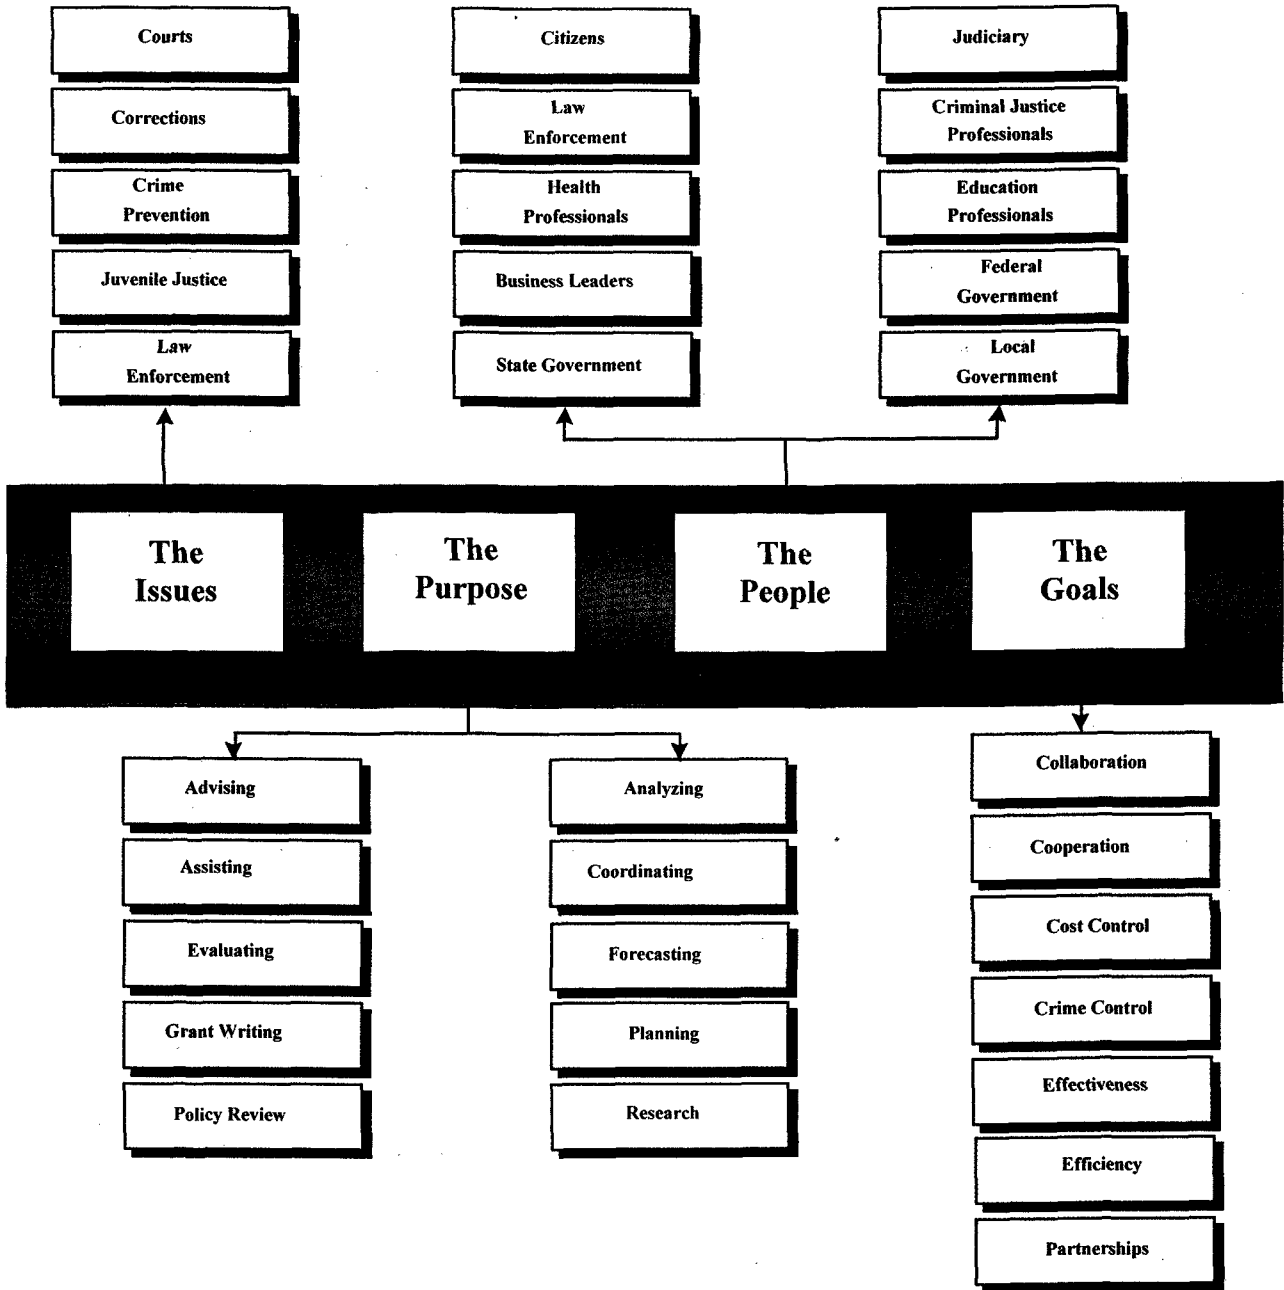 Courts
Corrections
Crime
Prevention
Juvenile Justice
Law
Enforcement
Citizens
Law
Enforcement
Health
Professionals
Business Leaders
State Government
Judiciary
Criminal Justice
Professionals
Education
Professionals
Federal
Government
Local
Government
The
Issues
The
Purpose
The
People
The
Goals
Advising
Assisting
Evaluating
Grant Writing
Policy Review
Analyzing
Coordinating
Forecasting
Planning
Research
Collaboration
Cooperation
Cost Control
Crime Control
Effectiveness
Efficiency
Partnerships